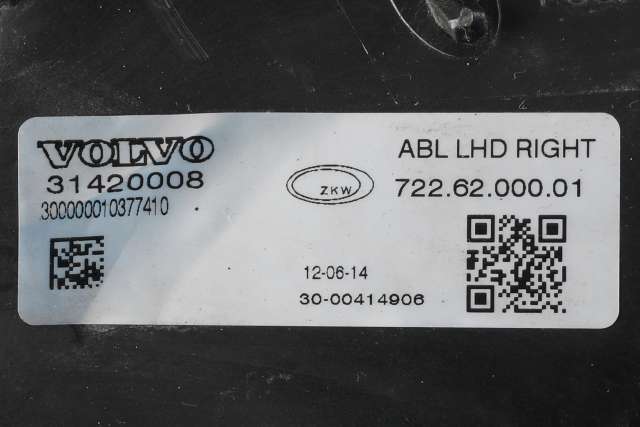 VOLVO
31420008
300000010377410
ZKW
ABL LHD RIGHT
722.62.000.01
12-06-14
30-00414906